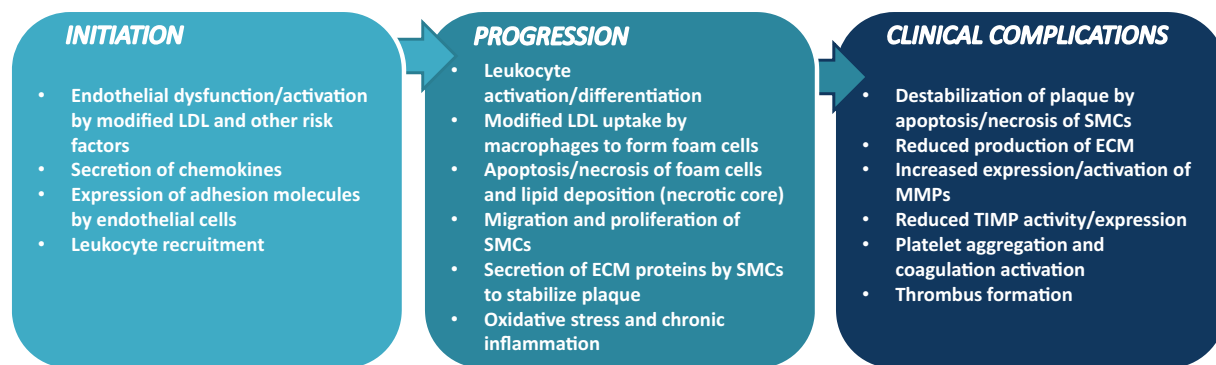 INITIATION
• Endothelial dysfunction/activation
by modified LDL and other risk
factors
• Secretion of chemokines
• Expression of adhesion molecules
by endothelial cells
• Leukocyte recruitment
PROGRESSION
• Leukocyte
activation/differentiation
• Modified LDL uptake by
macrophages to form foam cells
• Apoptosis/necrosis of foam cells
and lipid deposition (necrotic core)
• Migration and proliferation of
SMCs
• Secretion of ECM proteins by SMCs
to stabilize plaque
• Oxidative stress and chronic
inflammation
CLINICAL COMPLICATIONS
• Destabilization of plaque by
apoptosis/necrosis of SMCs
• Reduced production of ECM
• Increased expression/activation of
MMPs
• Reduced TIMP activity/expression
• Platelet aggregation and
coagulation activation
• Thrombus formation